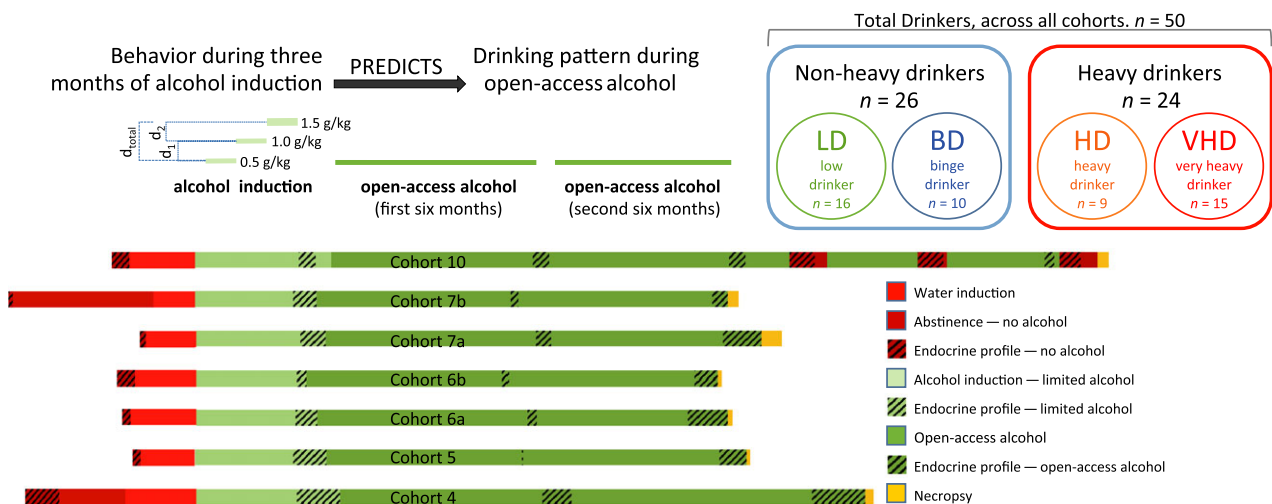 Total Drinkers, across all cohorts. n = 50
Behavior during three
months of alcohol induction
PREDICTS
Drinking pattern during
open-access alcohol
Non-heavy drinkers
n = 26
Heavy drinkers
n = 24
LD
low
drinker
n = 16
BD
binge
drinker
n = 10
HD
heavy
drinker
n = 9
VHD
very heavy
drinker
n = 15
dtotal
d2
d1
1.5 g/kg
1.0 g/kg
0.5 g/kg
alcohol induction
open-access alcohol
(first six months)
open-access alcohol
(second six months)
Cohort 10
Cohort 7b
Cohort 7a
Cohort 6b
Cohort 6a
Cohort 5
Cohort 4
Water induction
Abstinence — no alcohol
Endocrine profile — no alcohol
Alcohol induction — limited alcohol
Endocrine profile — limited alcohol
Open-access alcohol
Endocrine profile — open-access alcohol
Necropsy